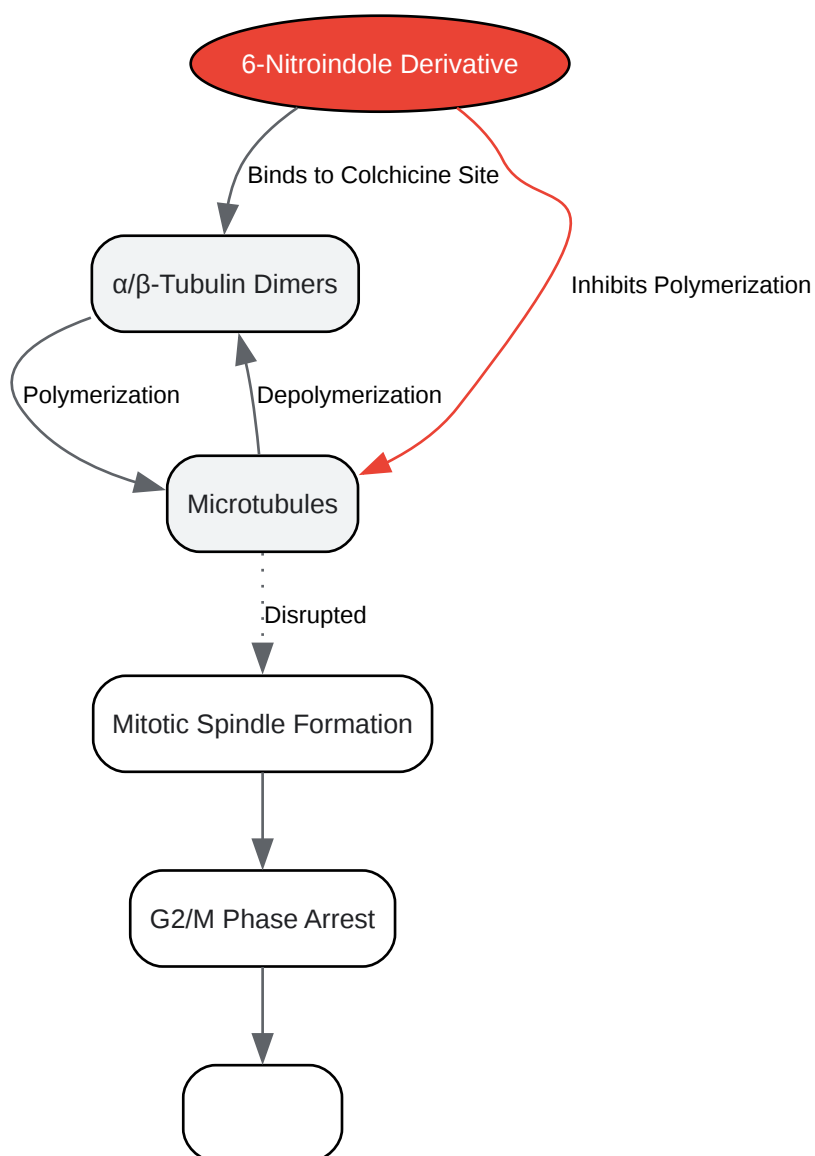 6-Nitroindole Derivative
Binds to Colchicine Site
α/β-Tubulin Dimers
Inhibits Polymerization
Polymerization
Depolymerization
Microtubules
Disrupted
Mitotic Spindle Formation
G2/M Phase Arrest